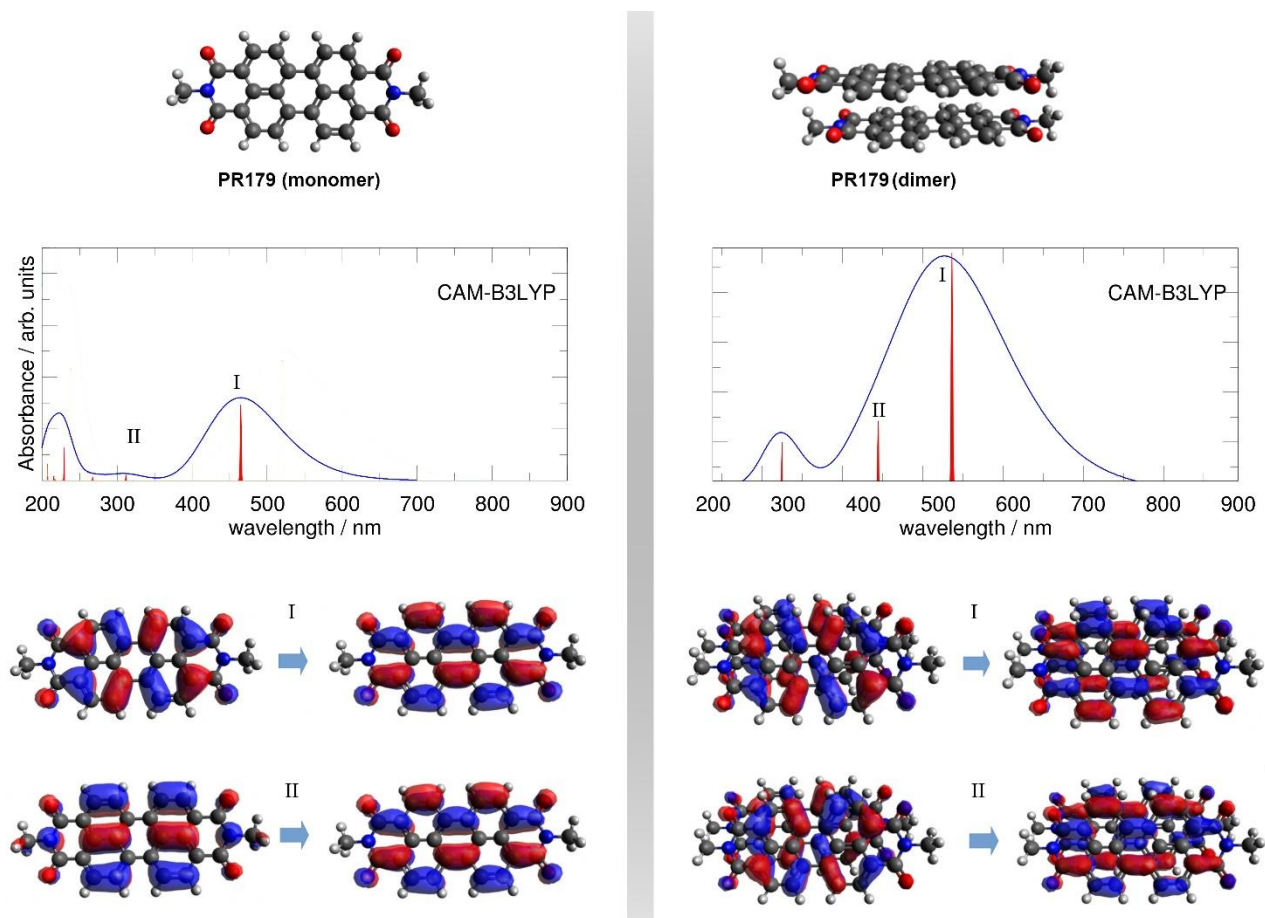 PR179 (monomer)
PR179 (dimer)
Absorbance / arb. units
I
CAM-B3LYP
II
200 300 400 500 600 700 800 900
wavelength / nm
I
CAM-B3LYP
II
200 300 400 500 600 700 800 900
wavelength / nm
I
I
II
II